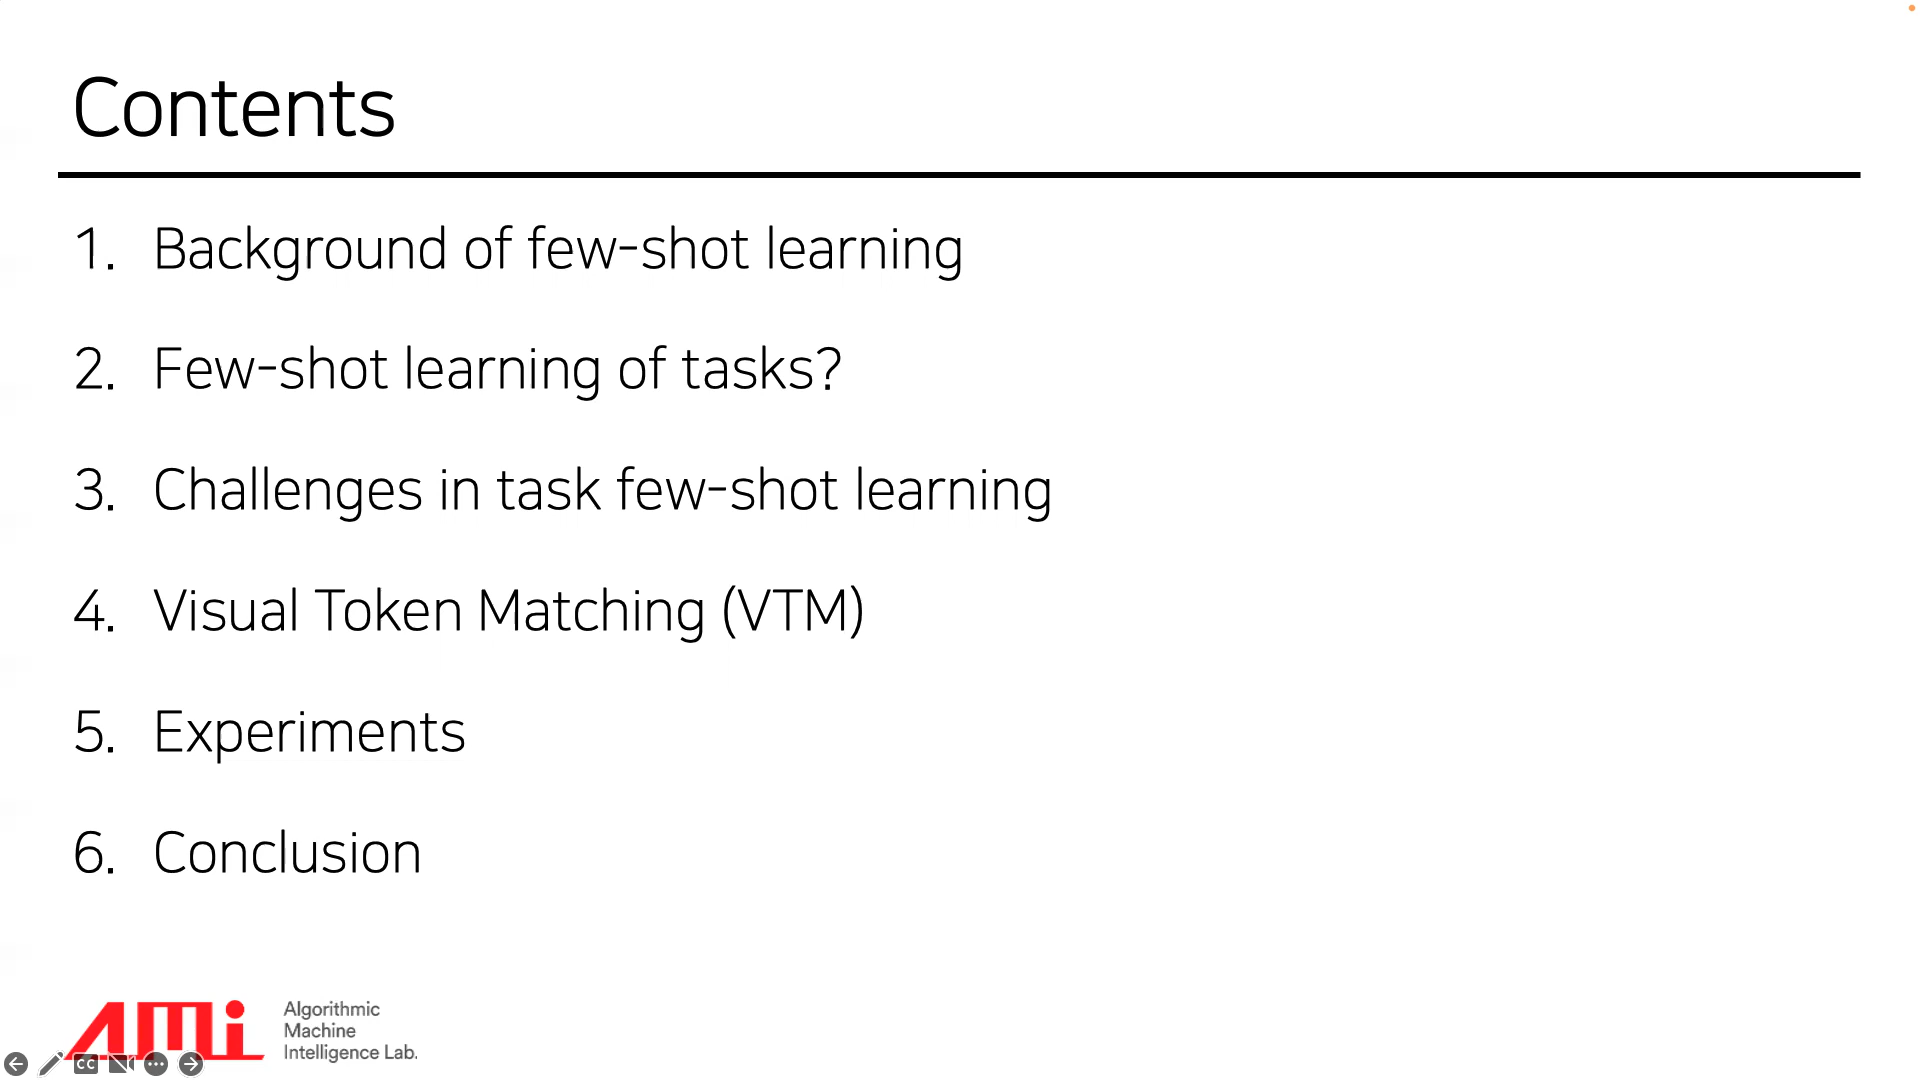 Contents
1. Background of few-shot learning
2. Few-shot learning of tasks?
3. Challenges in task few-shot learning
4. Visual Token Matching (VTM)
5. Experiments
6. Conclusion
AMi
Algorithmic
Machine
Intelligence Lab.
CC